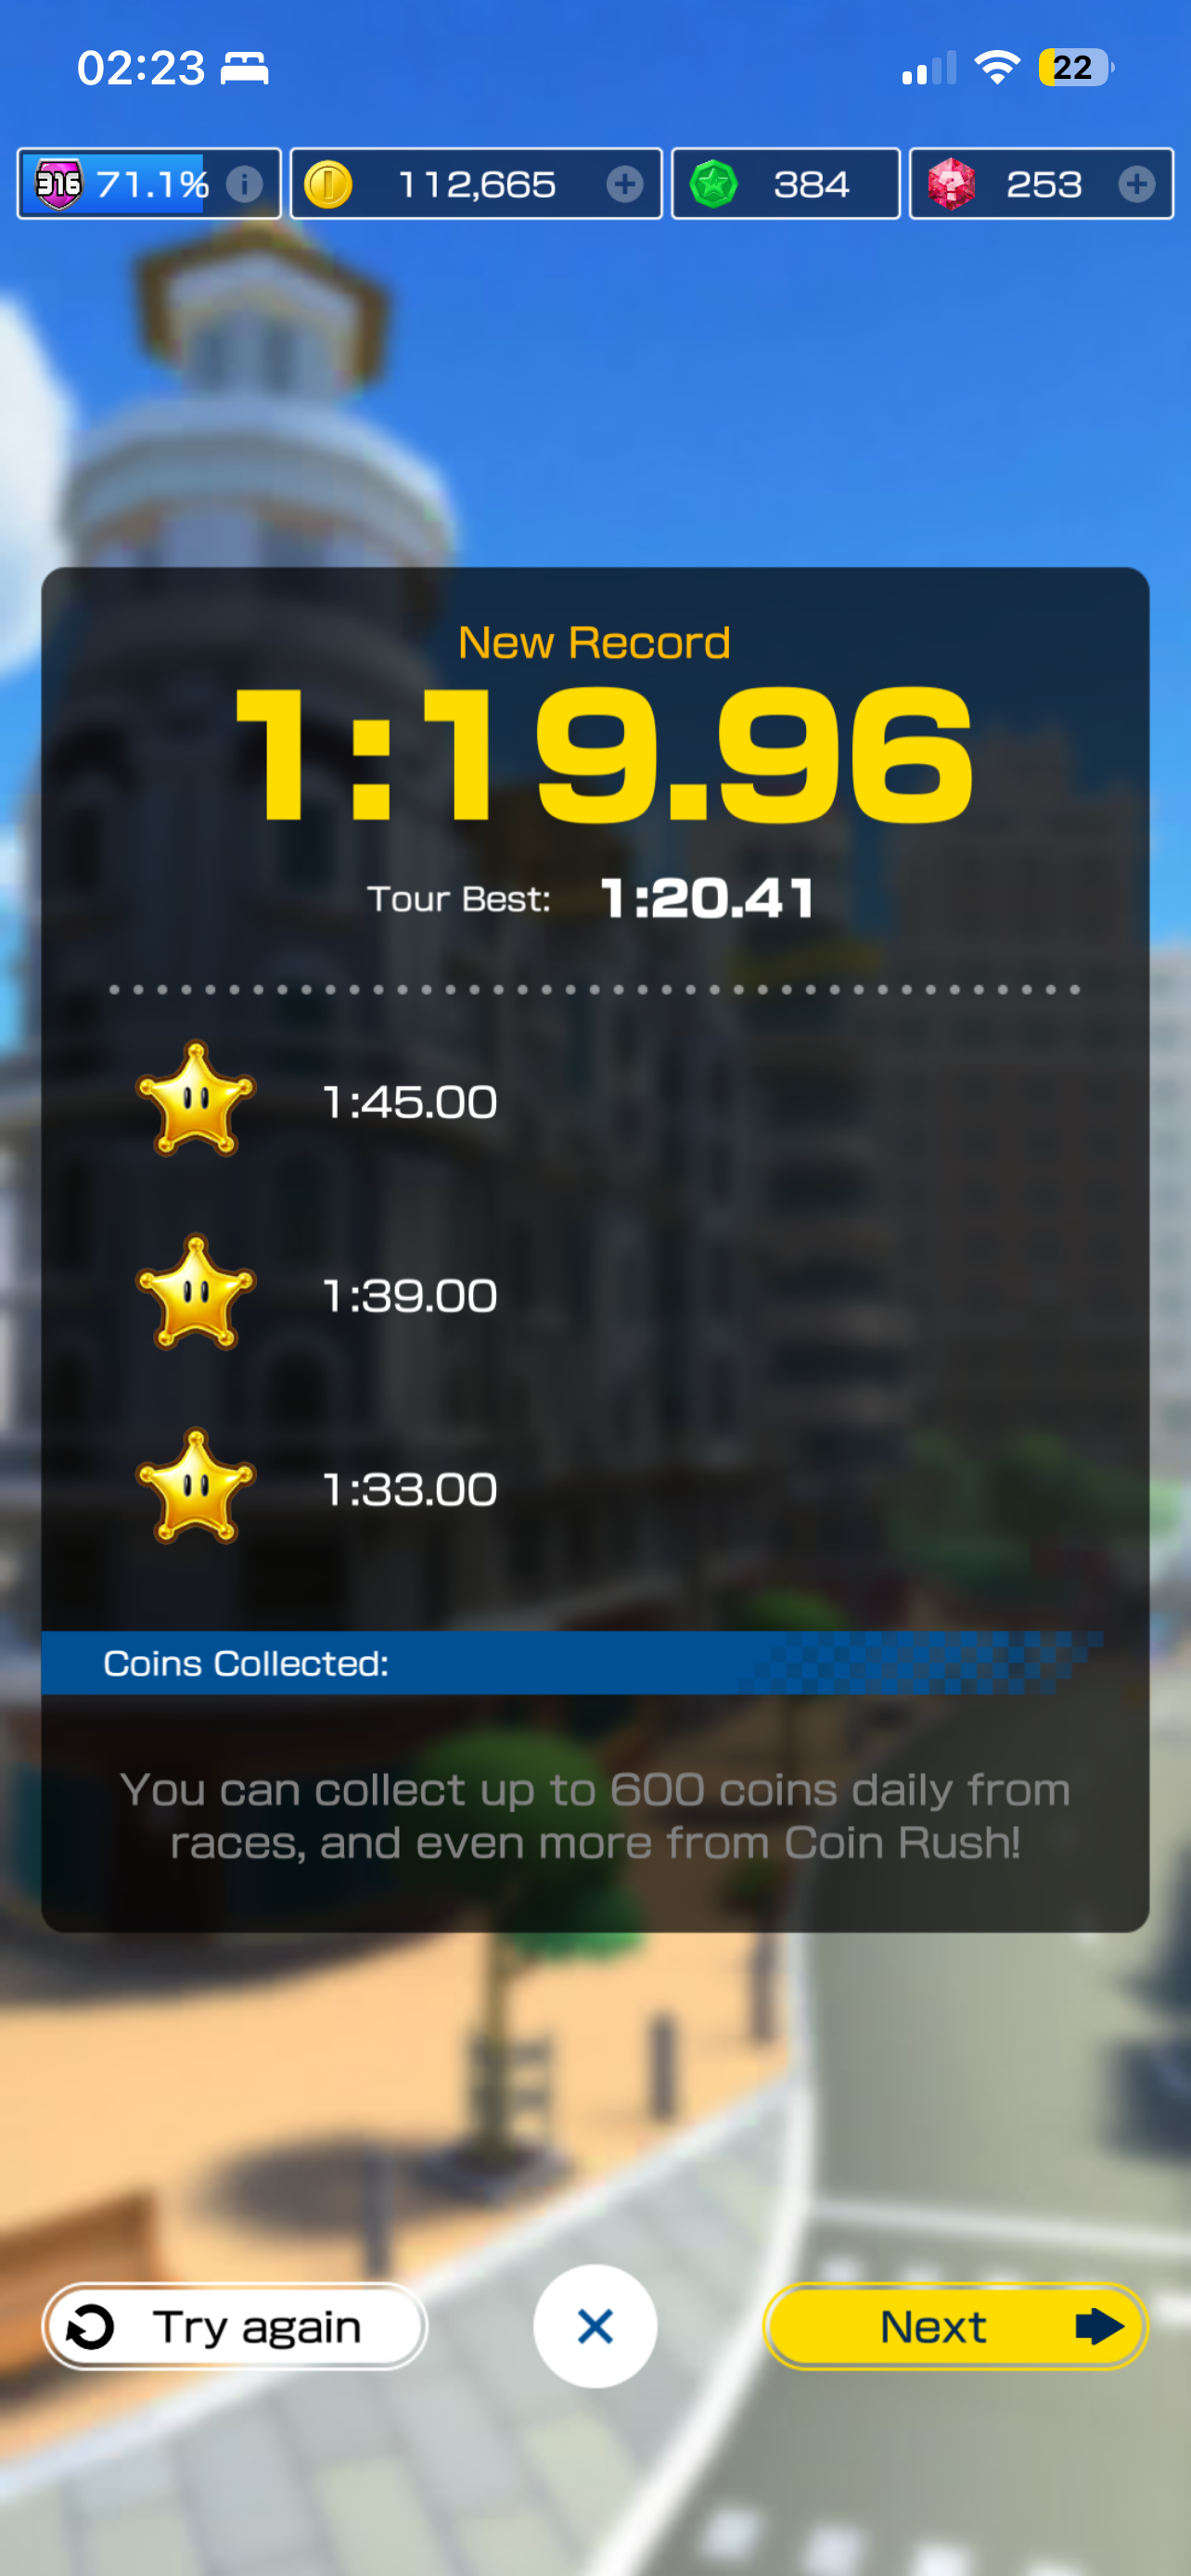 02:23
22
316 71.1% i 112,665 + 384 ? 253 +
New Record
1:19.96
Tour Best: 1:20.41
1:45.00
1:39.00
1:33.00
Coins Collected:
You can collect up to 600 coins daily from
races, and even more from Coin Rush!
Try again
×
Next